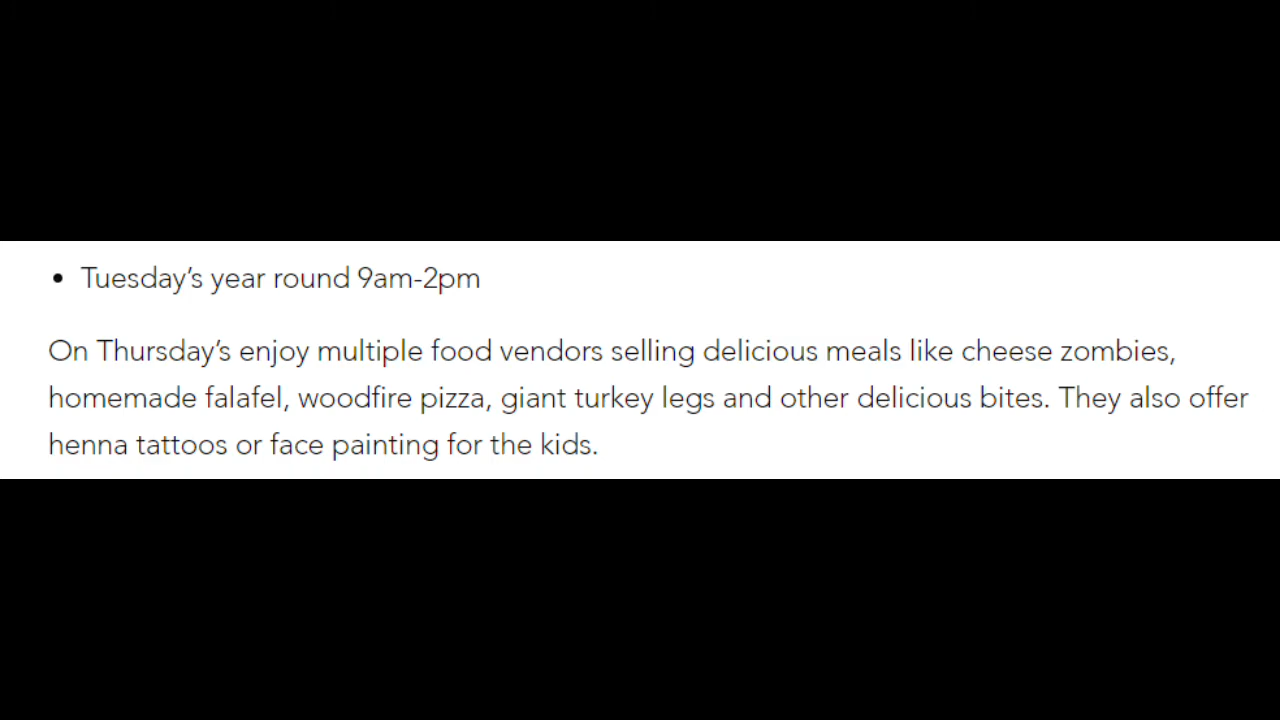 • Tuesday’s year round 9am-2pm
On Thursday’s enjoy multiple food vendors selling delicious meals like cheese zombies,
homemade falafel, woodfire pizza, giant turkey legs and other delicious bites. They also offer
henna tattoos or face painting for the kids.